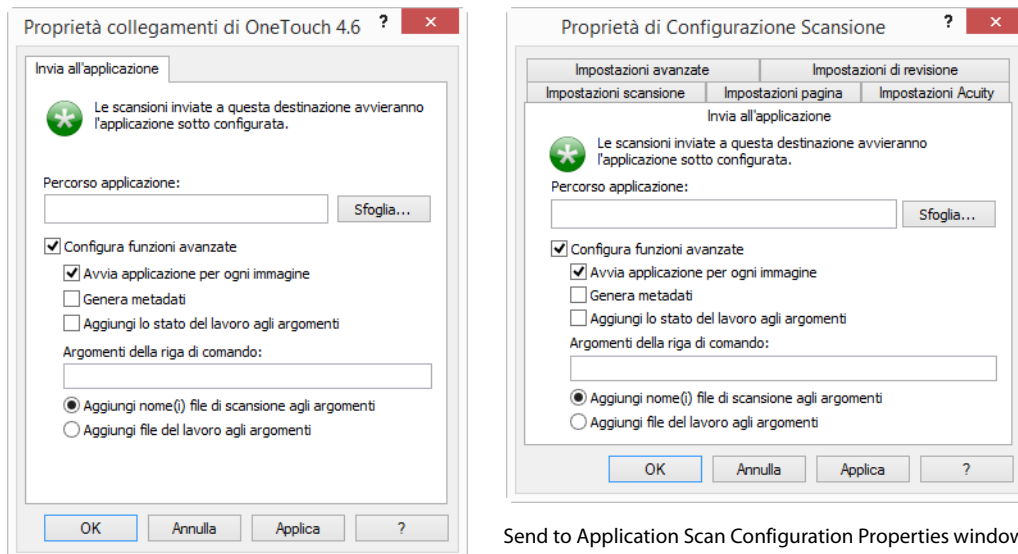 Proprietà collegamenti di OneTouch 4.6 ? ×
Invia all'applicazione
Le scansioni inviate a questa destinazione avvieranno
l'applicazione sotto configurata.
Percorso applicazione:
Sfoglia...
Configura funzioni avanzate
Avvia applicazione per ogni immagine
Genera metadati
Aggiungi lo stato del lavoro agli argomenti
Argomenti della riga di comando:
Aggiungi nome(i) file di scansione agli argomenti
Aggiungi file del lavoro agli argomenti
OK Annulla Applica ?
Proprietà di Configurazione Scansione ? ×
Impostazioni avanzate Impostazioni di revisione
Impostazioni scansione Impostazioni pagina Impostazioni Acuity
Invia all'applicazione
Le scansioni inviate a questa destinazione avvieranno
l'applicazione sotto configurata.
Percorso applicazione:
Sfoglia...
Configura funzioni avanzate
Avvia applicazione per ogni immagine
Genera metadati
Aggiungi lo stato del lavoro agli argomenti
Argomenti della riga di comando:
Aggiungi nome(i) file di scansione agli argomenti
Aggiungi file del lavoro agli argomenti
OK Annulla Applica ?
Send to Application Scan Configuration Properties window